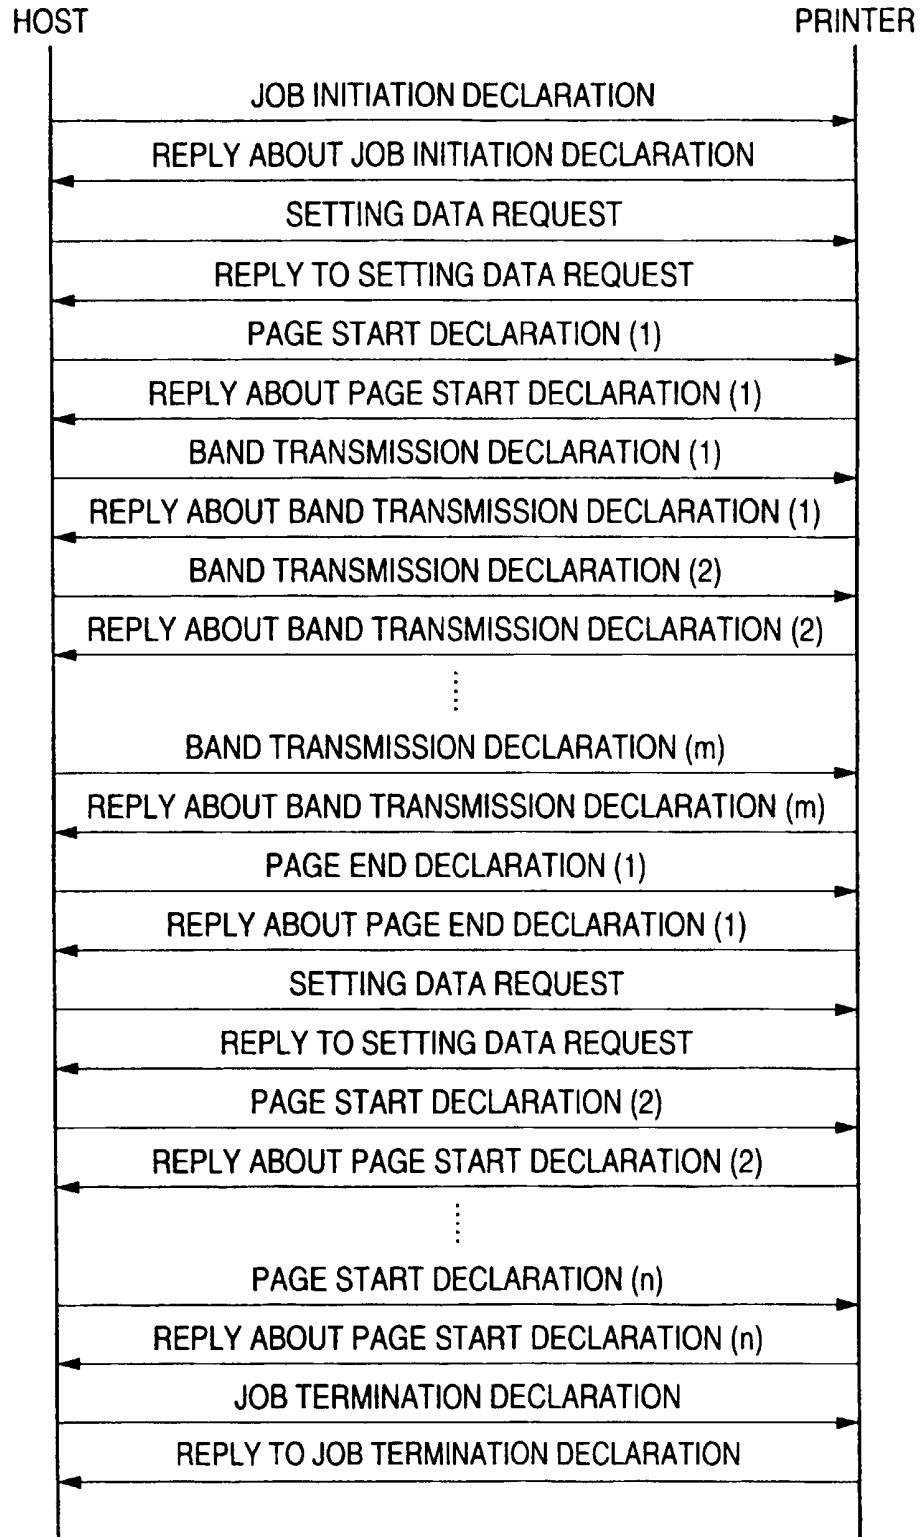 HOST PRINTER
JOB INITIATION DECLARATION
REPLY ABOUT JOB INITIATION DECLARATION
SETTING DATA REQUEST
REPLY TO SETTING DATA REQUEST
PAGE START DECLARATION (1)
REPLY ABOUT PAGE START DECLARATION (1)
BAND TRANSMISSION DECLARATION (1)
REPLY ABOUT BAND TRANSMISSION DECLARATION (1)
BAND TRANSMISSION DECLARATION (2)
REPLY ABOUT BAND TRANSMISSION DECLARATION (2)
BAND TRANSMISSION DECLARATION (m)
REPLY ABOUT BAND TRANSMISSION DECLARATION (m)
PAGE END DECLARATION (1)
REPLY ABOUT PAGE END DECLARATION (1)
SETTING DATA REQUEST
REPLY TO SETTING DATA REQUEST
PAGE START DECLARATION (2)
REPLY ABOUT PAGE START DECLARATION (2)
PAGE START DECLARATION (n)
REPLY ABOUT PAGE START DECLARATION (n)
JOB TERMINATION DECLARATION
REPLY TO JOB TERMINATION DECLARATION